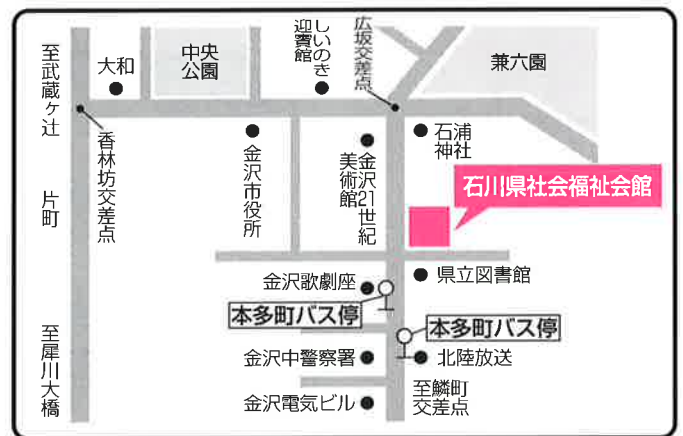 至武蔵ヶ辻
大和
中央
公園
しいのき
迎賓館
広坂交差点
兼六園
香林坊交差点
金沢市役所
金沢21世紀
美術館
石浦
神社
石川県社会福祉会館
片町
県立図書館
金沢歌劇座
本多町バス停
本多町バス停
金沢中警察署
北陸放送
至犀川大橋
金沢電気ビル
至鱗町
交差点